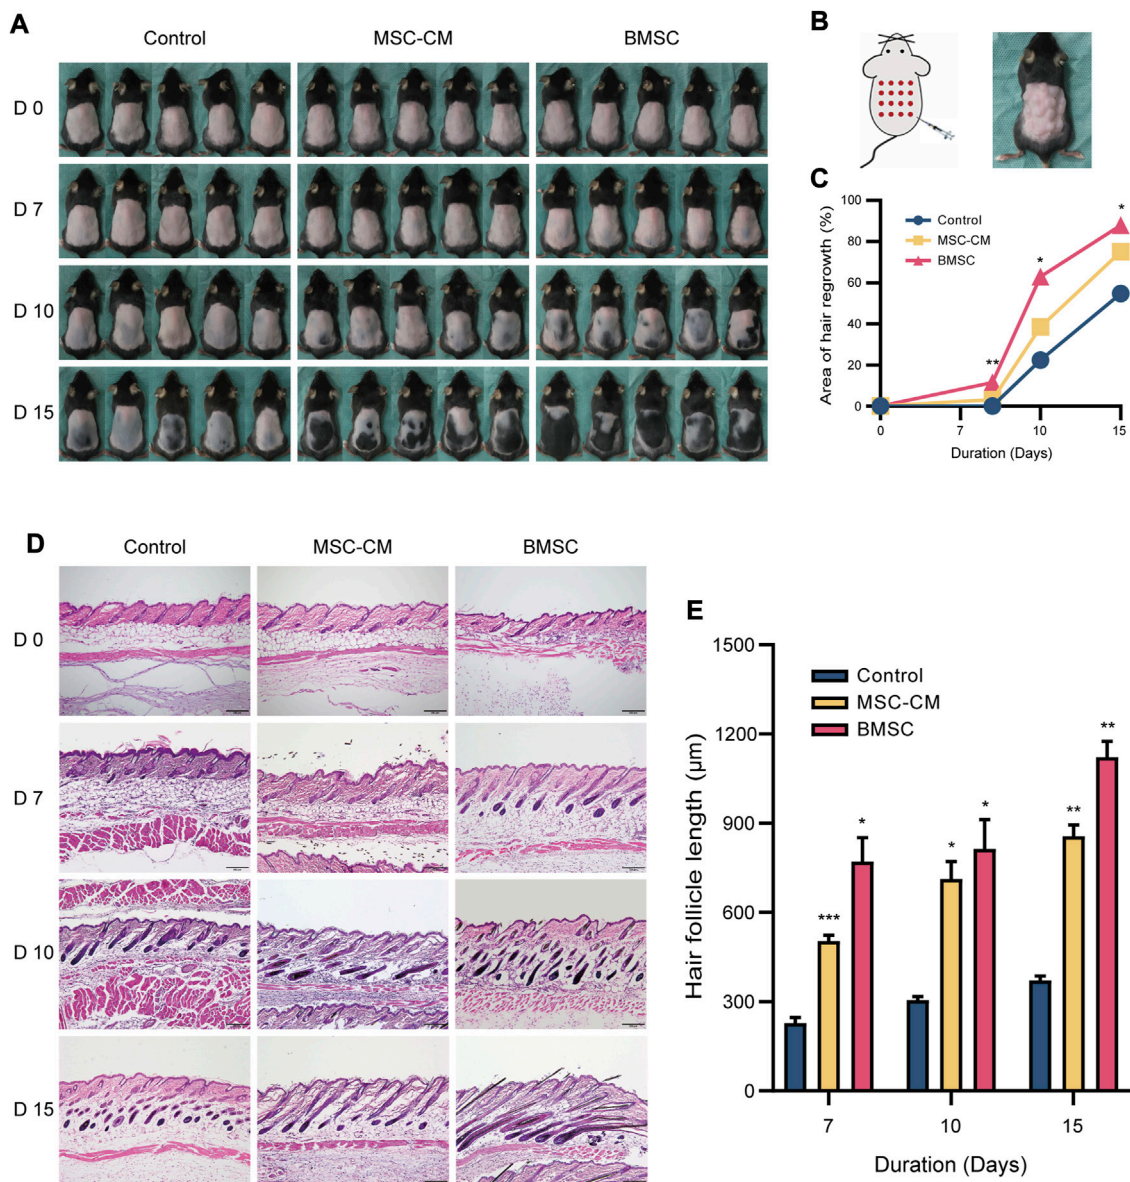 A
Control MSC-CM BMSC
D 0
D 7
D 10
D 15
B
C
100
80
60
40
20
0
Area of hair regrowth (%)
Control
MSC-CM
BMSC
**
*
*
0 7 10 15
Duration (Days)
D
Control MSC-CM BMSC
D 0
D 7
D 10
D 15
E
1500
1200
900
600
300
0
Hair follicle length (μm)
Control
MSC-CM
BMSC
***
*
*
*
**
**
7 10 15
Duration (Days)